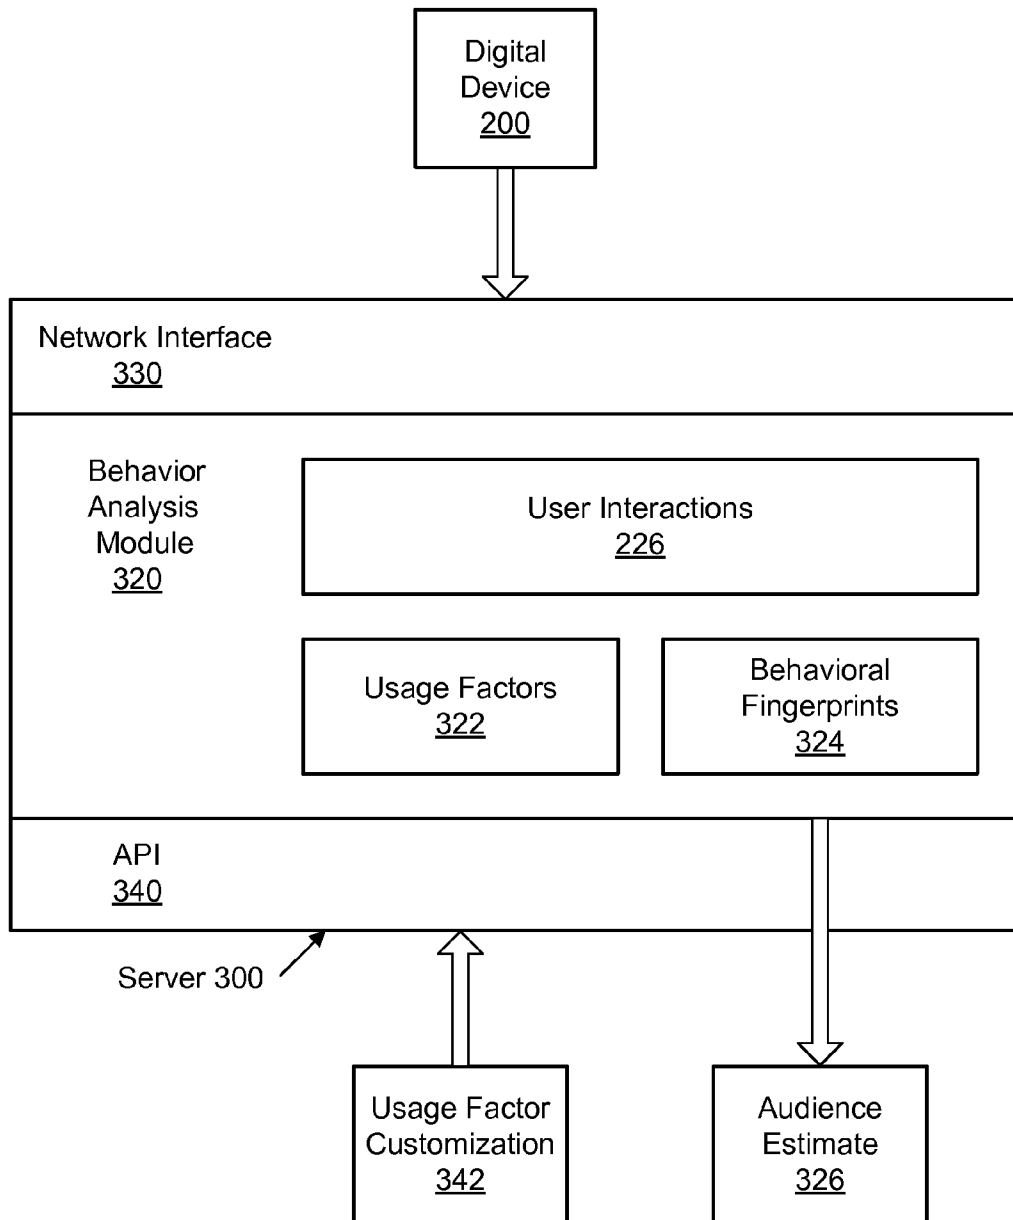 Digital
Device
200
Network Interface
330
Behavior
Analysis
Module
320
User Interactions
226
Usage Factors
322
Behavioral
Fingerprints
324
API
340
Server 300
Usage Factor
Customization
342
Audience
Estimate
326